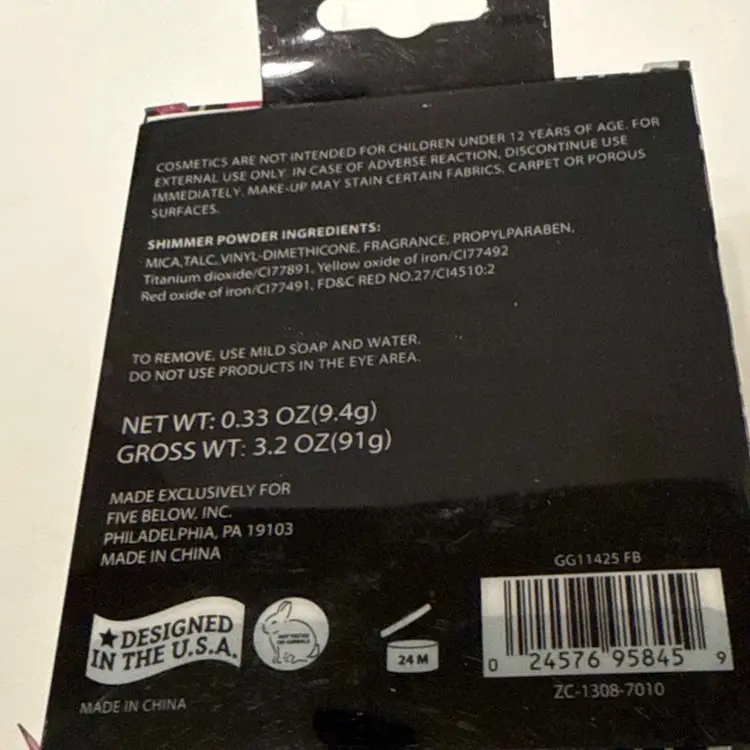 COSMETICS ARE NOT INTENDED FOR CHILDREN UNDER 12 YEARS OF AGE. FOR
EXTERNAL USE ONLY. IN CASE OF ADVERSE REACTION, DISCONTINUE USE
IMMEDIATELY. MAKE-UP MAY STAIN CERTAIN FABRICS, CARPET OR POROUS
SURFACES.
SHIMMER POWDER INGREDIENTS:
MICA,TALC, VINYL-DIMETHICONE, FRAGRANCE, PROPYLPARABEN,
Titanium dioxide/CI77891, Yellow oxide of iron/CI77492
Red oxide of iron/CI77491, FD&C RED NO.27/CI4510:2
TO REMOVE, USE MILD SOAP AND WATER.
DO NOT USE PRODUCTS IN THE EYE AREA.
NET WT: 0.33 OZ(9.4g)
GROSS WT: 3.2 OZ(91g)
MADE EXCLUSIVELY FOR
FIVE BELOW, INC.
PHILADELPHIA, PA 19103
MADE IN CHINA
★DESIGNED
IN THE U.S.A.
NOT TESTED
ON ANIMALS
24 M
GG11425 FB
0 24576 95845 9
ZC-1308-7010
MADE IN CHINA